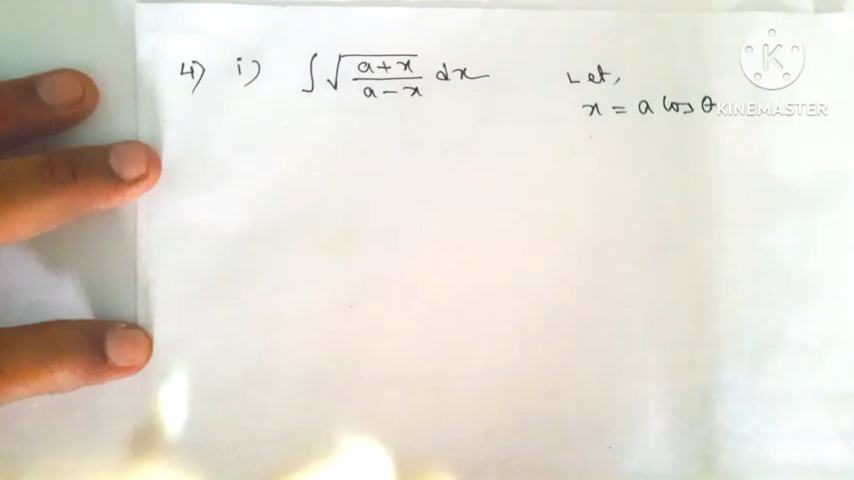 4) i) ∫ √(a+x / a-x) dx
Let,
x = a cos θ
KINEMASTER